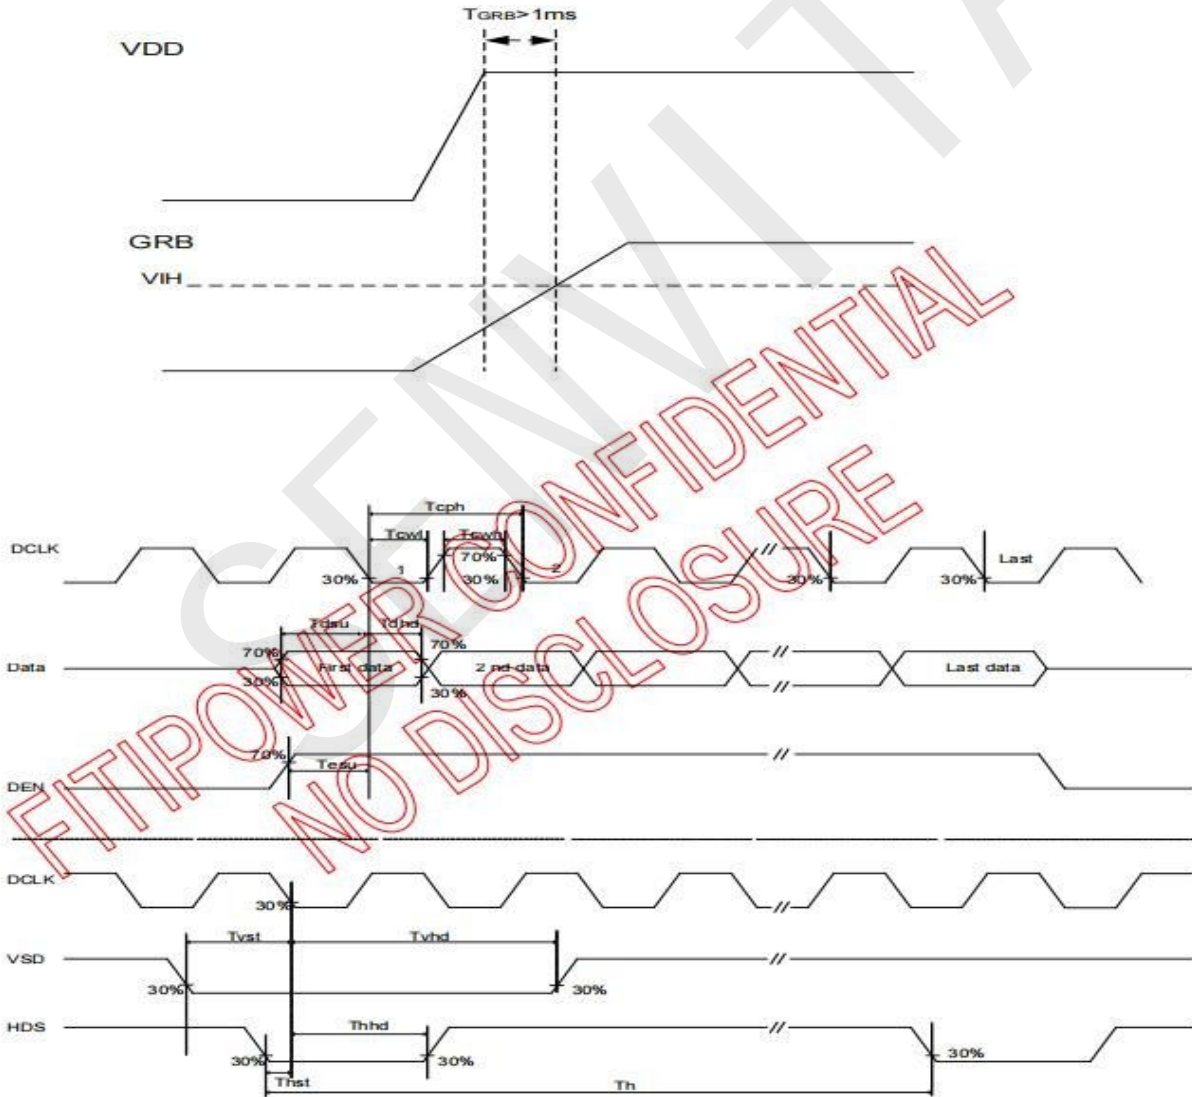 TGRB>1ms
VDD
GRB
VIH
SENVITA
FITIPOWER CONFIDENTIAL
NO DISCLOSURE
Tcph
Tcwl Tcwh
DCLK 70% Last
30% 1 30% 2 30% 30%
Tdsu Tdhd
70% 70%
Data First data 2 nd data Last data
30% 30%
70%
Tesu
DEN
DCLK
30%
Tvst Tvhd
VSD
30% 30%
HDS Thhd
30% 30% 30%
Thst Th